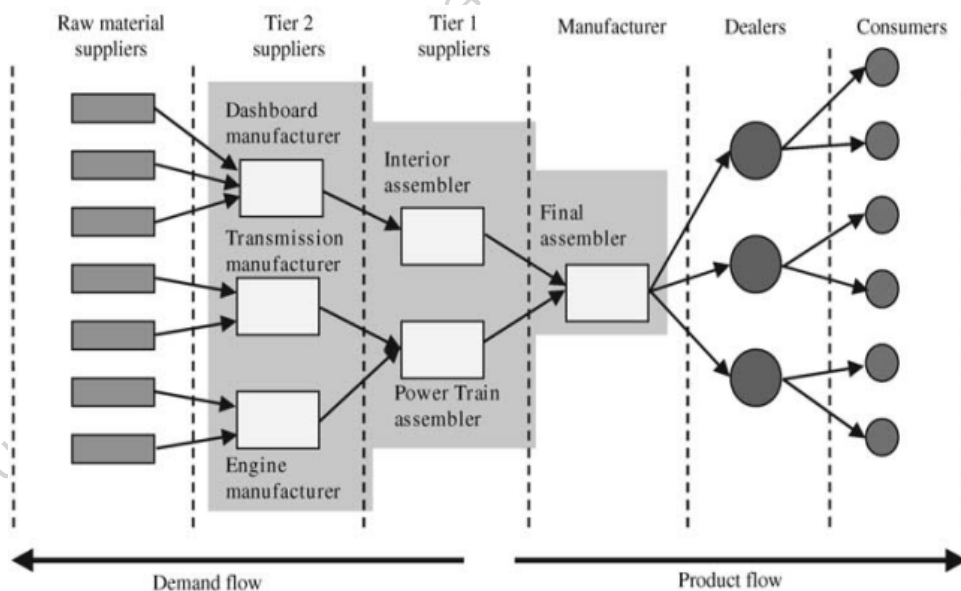 Raw material
suppliers
Tier 2
suppliers
Tier 1
suppliers
Manufacturer
Dealers
Consumers
Dashboard
manufacturer
Interior
assembler
Final
assembler
Transmission
manufacturer
Power Train
assembler
Engine
manufacturer
Demand flow
Product flow